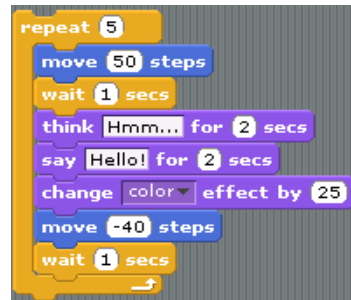 repeat 5
move 50 steps
wait 1 secs
think Hmm... for 2 secs
say Hello! for 2 secs
change color effect by 25
move -40 steps
wait 1 secs